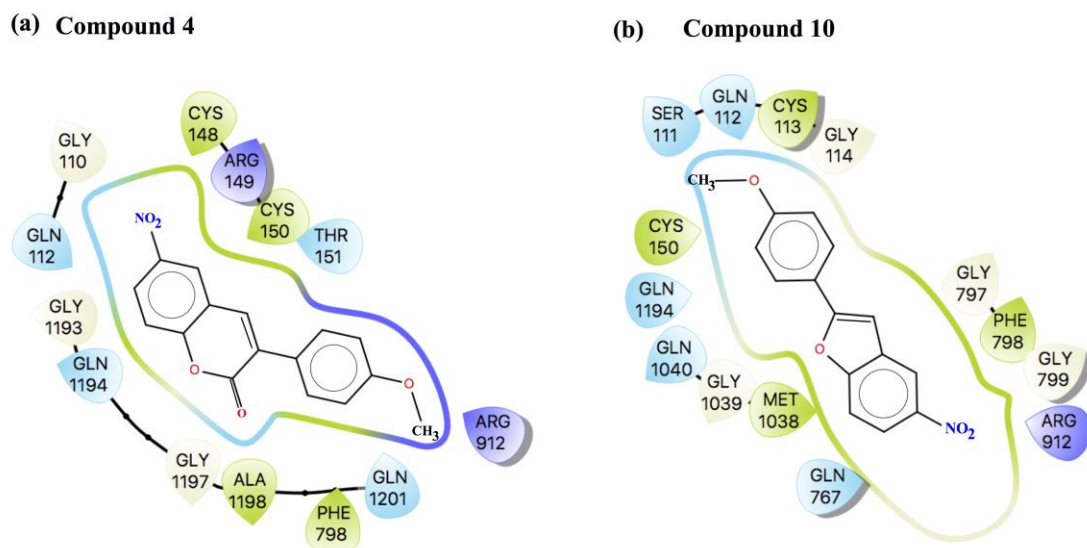 (a) Compound 4
CYS
148
GLY
110
ARG
149
CYS
150
THR
151
NO2
GLN
112
GLY
1193
GLN
1194
O
O
O
CH3
ARG
912
GLY
1197
ALA
1198
PHE
798
GLN
1201
(b) Compound 10
SER
111
GLN
112
CYS
113
GLY
114
CH3
O
CYS
150
GLN
1194
GLN
1040
GLY
1039
MET
1038
O
GLY
797
PHE
798
GLY
799
ARG
912
NO2
GLN
767